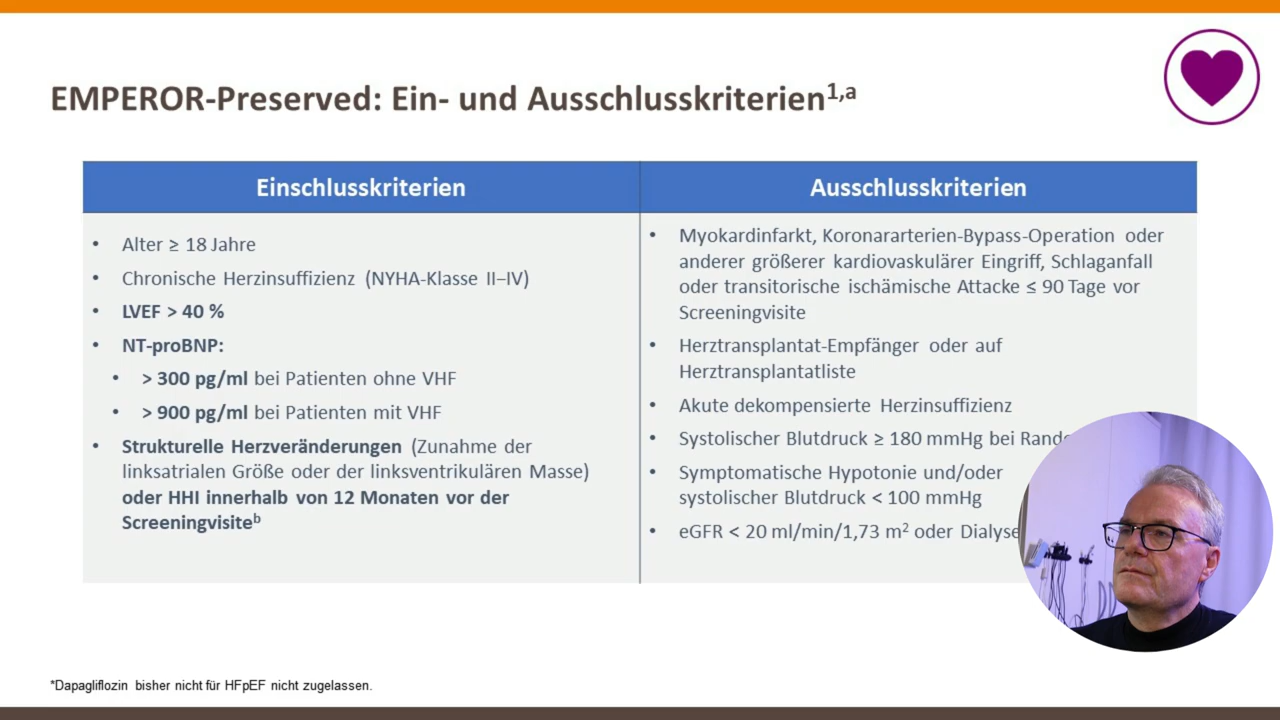 EMPEROR-Preserved: Ein- und Ausschlusskriterien1,a
Einschlusskriterien
Alter ≥ 18 Jahre
Chronische Herzinsuffizienz (NYHA-Klasse II–IV)
LVEF > 40 %
NT-proBNP:
> 300 pg/ml bei Patienten ohne VHF
> 900 pg/ml bei Patienten mit VHF
Strukturelle Herzveränderungen (Zunahme der
linksatrialen Größe oder der linksventrikulären Masse)
oder HHI innerhalb von 12 Monaten vor der
Screeningvisiteb
Ausschlusskriterien
Myokardinfarkt, Koronararterien-Bypass-Operation oder
anderer größerer kardiovaskulärer Eingriff, Schlaganfall
oder transitorische ischämische Attacke ≤ 90 Tage vor
Screeningvisite
Herztransplantat-Empfänger oder auf
Herztransplantatliste
Akute dekompensierte Herzinsuffizienz
Systolischer Blutdruck ≥ 180 mmHg bei
Symptomatische Hypotonie und/oder
systolischer Blutdruck < 100 mmHg
eGFR < 20 ml/min/1,73 m² oder Dialyse
*Dapagliflozin bisher nicht für HFpEF nicht zugelassen.